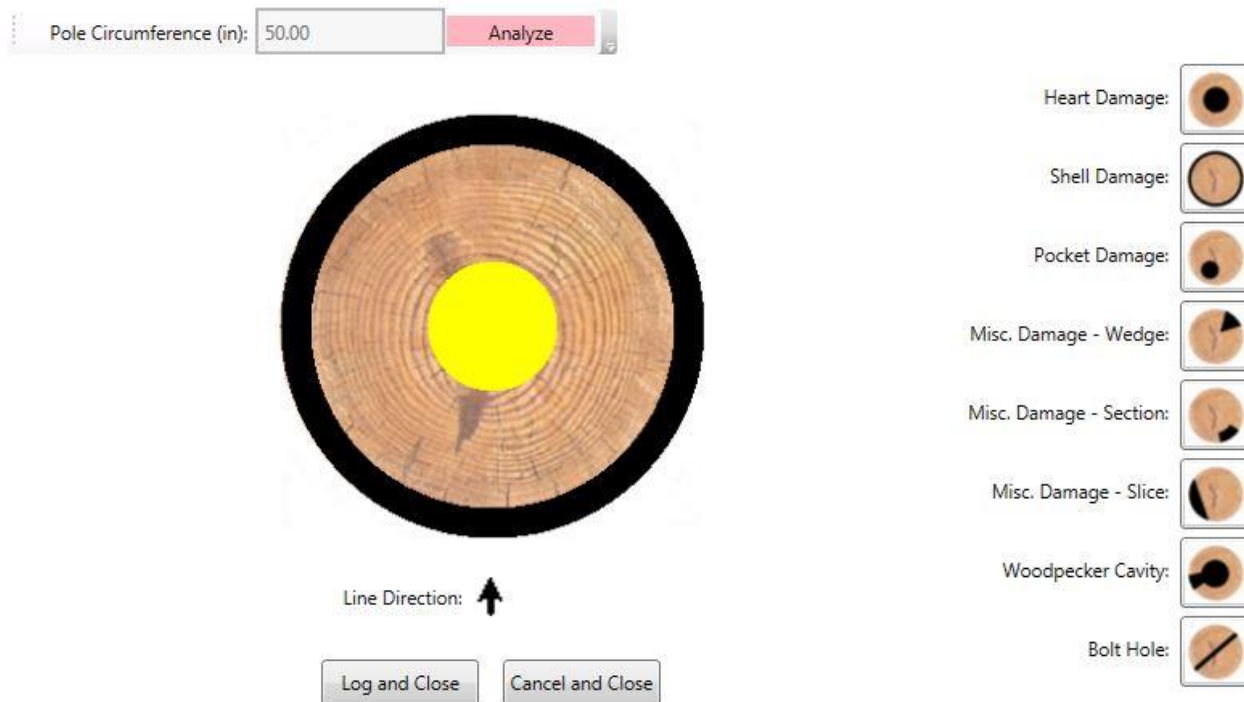 Pole Circumference (in): 50.00 Analyze
Heart Damage:
Shell Damage:
Pocket Damage:
Misc. Damage - Wedge:
Misc. Damage - Section:
Misc. Damage - Slice:
Woodpecker Cavity:
Bolt Hole:
Line Direction:
Log and Close Cancel and Close